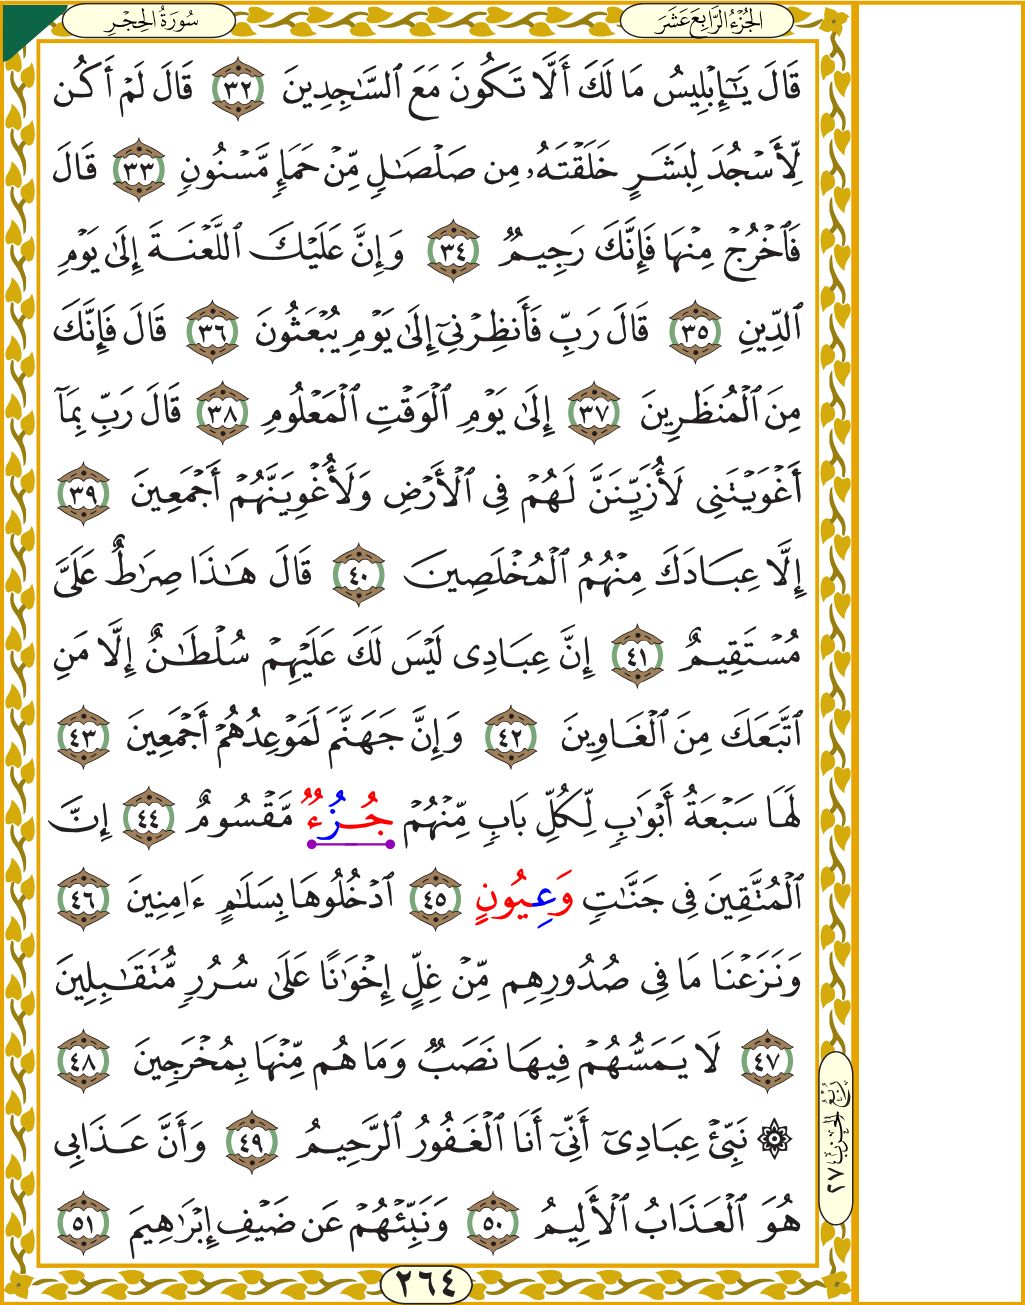 سُورَةُ الحِجْرِ
الجُزْءُ الرَّابِعَ عَشَرَ
قَالَ يَـٰٓإِبۡلِيسُ مَا لَكَ أَلَّا تَكُونَ مَعَ ٱلسَّـٰجِدِينَ ٣٢ قَالَ لَمۡ أَكُن
لِّأَسۡجُدَ لِبَشَرٍ خَلَقۡتَهُۥ مِن صَلۡصَـٰلٖ مِّنۡ حَمَإٖ مَّسۡنُونٖ ٣٣ قَالَ
فَٱخۡرُجۡ مِنۡهَا فَإِنَّكَ رَجِيمٞ ٣٤ وَإِنَّ عَلَيۡكَ ٱللَّعۡنَةَ إِلَىٰ يَوۡمِ
ٱلدِّينِ ٣٥ قَالَ رَبِّ فَأَنظِرۡنِيٓ إِلَىٰ يَوۡمِ يُبۡعَثُونَ ٣٦ قَالَ فَإِنَّكَ
مِنَ ٱلۡمُنظَرِينَ ٣٧ إِلَىٰ يَوۡمِ ٱلۡوَقۡتِ ٱلۡمَعۡلُومِ ٣٨ قَالَ رَبِّ بِمَآ
أَغۡوَيۡتَنِي لَأُزَيِّنَنَّ لَهُمۡ فِي ٱلۡأَرۡضِ وَلَأُغۡوِيَنَّهُمۡ أَجۡمَعِينَ ٣٩
إِلَّا عِبَادَكَ مِنۡهُمُ ٱلۡمُخۡلَصِينَ ٤٠ قَالَ هَـٰذَا صِرَٰطٌ عَلَيَّ
مُسۡتَقِيمٌ ٤١ إِنَّ عِبَادِي لَيۡسَ لَكَ عَلَيۡهِمۡ سُلۡطَـٰنٌ إِلَّا مَنِ
ٱتَّبَعَكَ مِنَ ٱلۡغَاوِينَ ٤٢ وَإِنَّ جَهَنَّمَ لَمَوۡعِدُهُمۡ أَجۡمَعِينَ ٤٣
لَهَا سَبۡعَةُ أَبۡوَٰبٖ لِّكُلِّ بَابٖ مِّنۡهُمۡ جُزُءٞ مَّقۡسُومٌ ٤٤ إِنَّ
ٱلۡمُتَّقِينَ فِي جَنَّـٰتٖ وَعِيُونٍ ٤٥ ٱدۡخُلُوهَا بِسَلَـٰمٍ ءَامِنِينَ ٤٦
وَنَزَعۡنَا مَا فِي صُدُورِهِم مِّنۡ غِلٍّ إِخۡوَٰنًا عَلَىٰ سُرُرٖ مُّتَقَـٰبِلِينَ
٤٧ لَا يَمَسُّهُمۡ فِيهَا نَصَبٞ وَمَا هُم مِّنۡهَا بِمُخۡرَجِينَ ٤٨
۞ نَبِّئۡ عِبَادِيٓ أَنِّيٓ أَنَا ٱلۡغَفُورُ ٱلرَّحِيمُ ٤٩ وَأَنَّ عَذَابِي
هُوَ ٱلۡعَذَابُ ٱلۡأَلِيمُ ٥٠ وَنَبِّئۡهُمۡ عَن ضَيۡفِ إِبۡرَٰهِيمَ ٥١
رُبْعُ الحِزْب ٢٧
٢٦٤